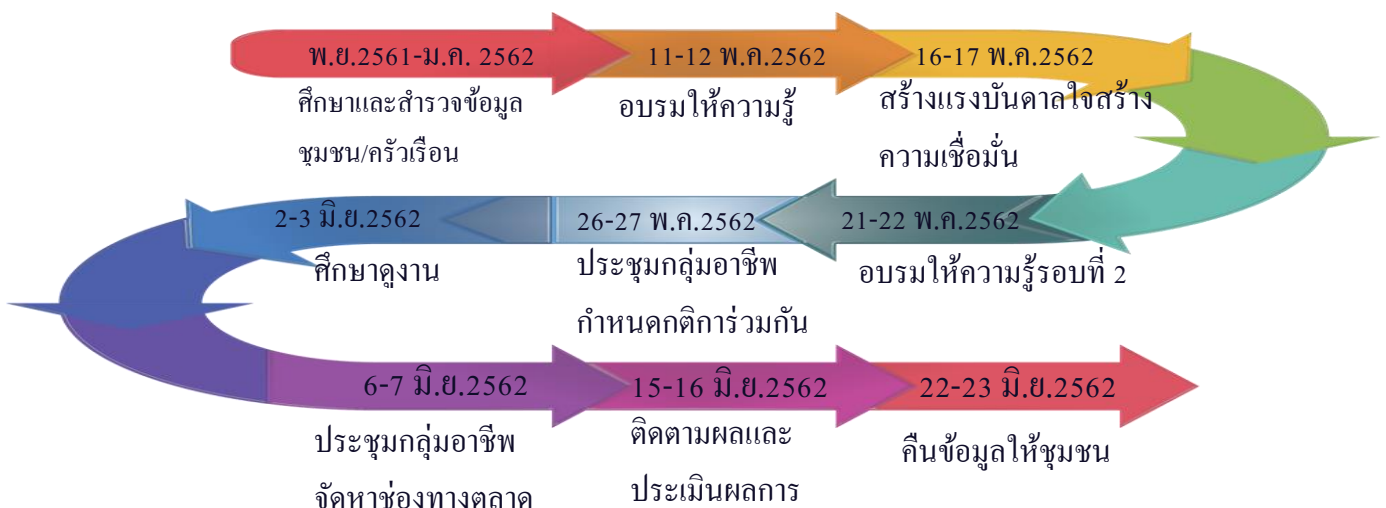 พ.ย.2561-ม.ค. 2562
ศึกษาและสำรวจข้อมูล
ชุมชน/ครัวเรือน
11-12 พ.ค.2562
อบรมให้ความรู้
16-17 พ.ค.2562
สร้างแรงบันดาลใจสร้าง
ความเชื่อมั่น
21-22 พ.ค.2562
อบรมให้ความรู้รอบที่ 2
26-27 พ.ค.2562
ประชุมกลุ่มอาชีพ
กำหนดกติการ่วมกัน
2-3 มิ.ย.2562
ศึกษาดูงาน
6-7 มิ.ย.2562
ประชุมกลุ่มอาชีพ
จัดหาช่องทางตลาด
15-16 มิ.ย.2562
ติดตามผลและ
ประเมินผลการ
22-23 มิ.ย.2562
คืนข้อมูลให้ชุมชน